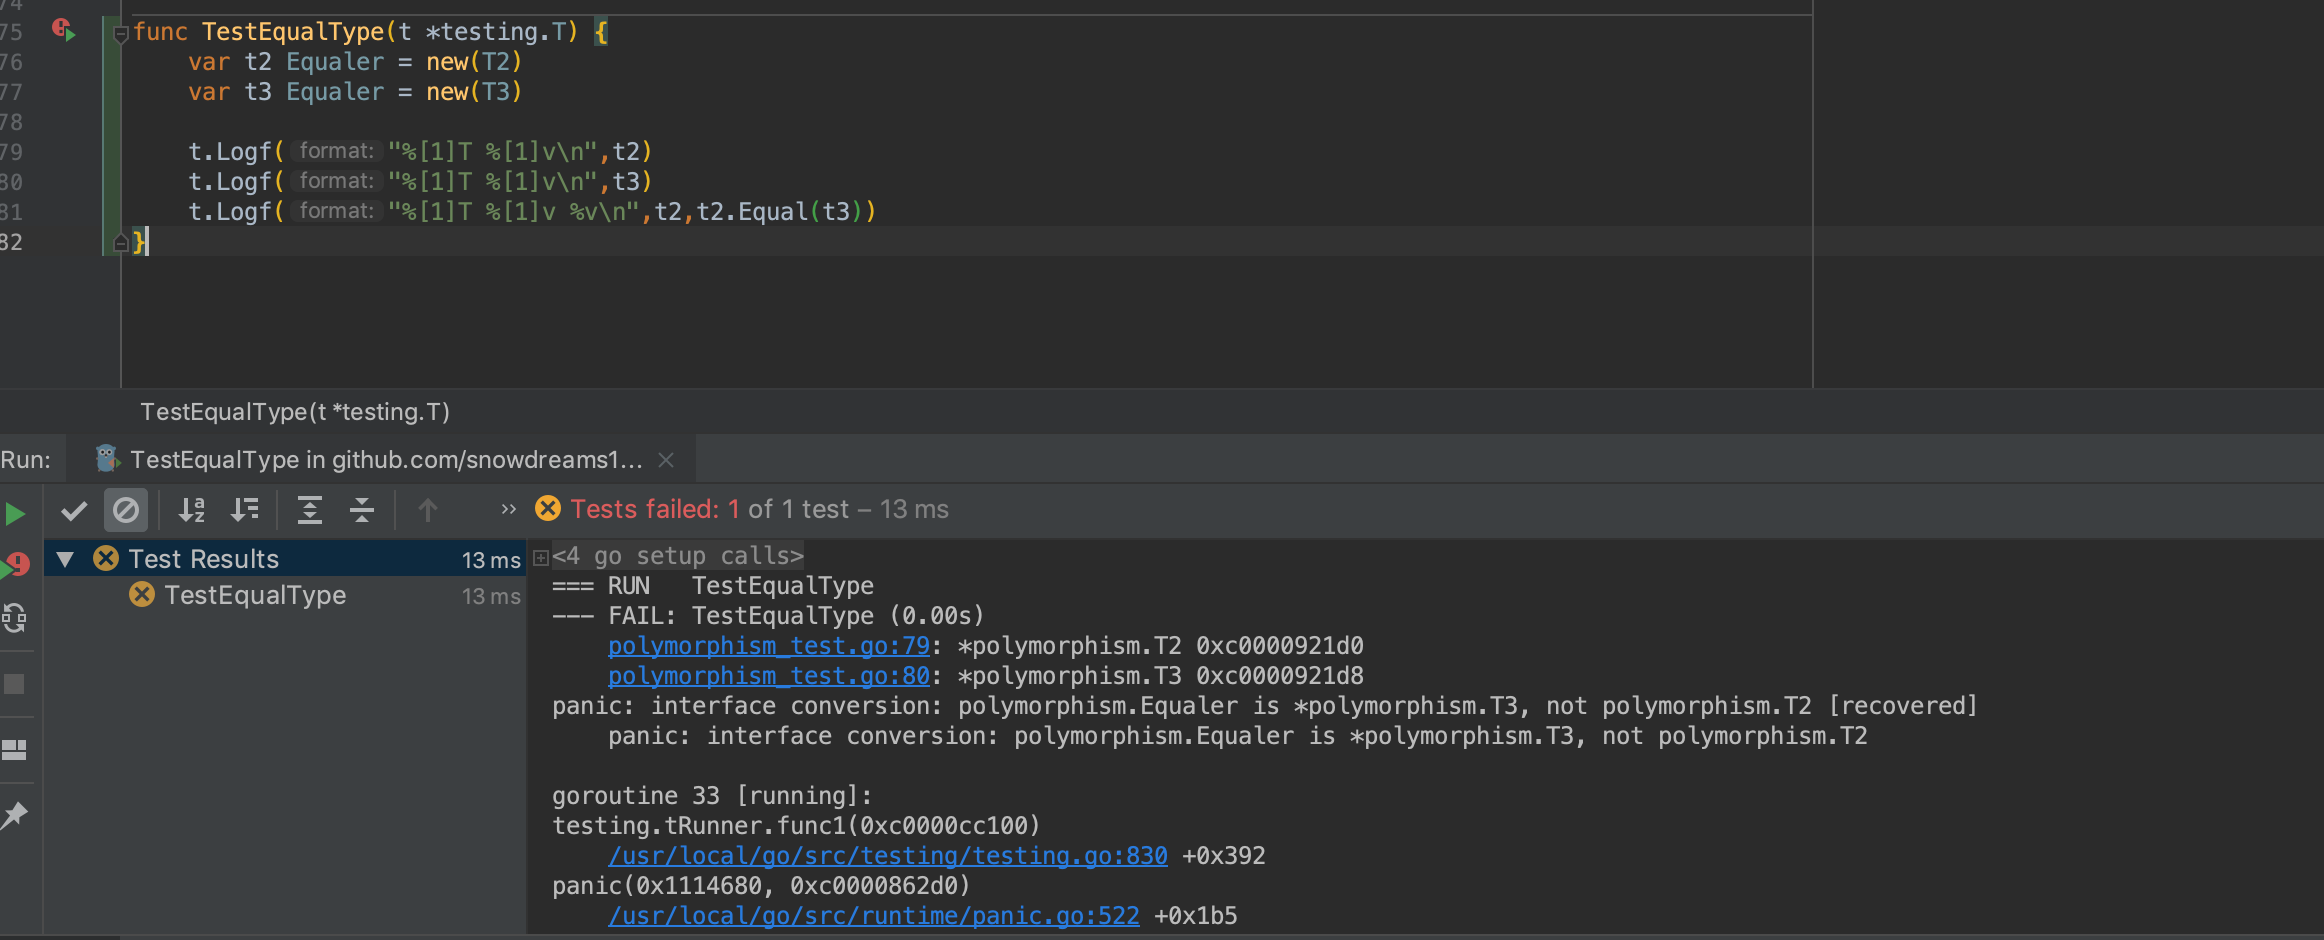 74
75 func TestEqualType(t *testing.T) {
76 var t2 Equaler = new(T2)
77 var t3 Equaler = new(T3)
78
79 t.Logf( format: "%[1]T %[1]v\n",t2)
80 t.Logf( format: "%[1]T %[1]v\n",t3)
81 t.Logf( format: "%[1]T %[1]v %v\n",t2,t2.Equal(t3))
82 }
TestEqualType(t *testing.T)
Run: TestEqualType in github.com/snowdreams1...
» Tests failed: 1 of 1 test – 13 ms
Test Results 13 ms
TestEqualType 13 ms
<4 go setup calls>
=== RUN   TestEqualType
--- FAIL: TestEqualType (0.00s)
polymorphism_test.go:79: *polymorphism.T2 0xc0000921d0
polymorphism_test.go:80: *polymorphism.T3 0xc0000921d8
panic: interface conversion: polymorphism.Equaler is *polymorphism.T3, not polymorphism.T2 [recovered]
panic: interface conversion: polymorphism.Equaler is *polymorphism.T3, not polymorphism.T2
goroutine 33 [running]:
testing.tRunner.func1(0xc0000cc100)
/usr/local/go/src/testing/testing.go:830 +0x392
panic(0x1114680, 0xc0000862d0)
/usr/local/go/src/runtime/panic.go:522 +0x1b5